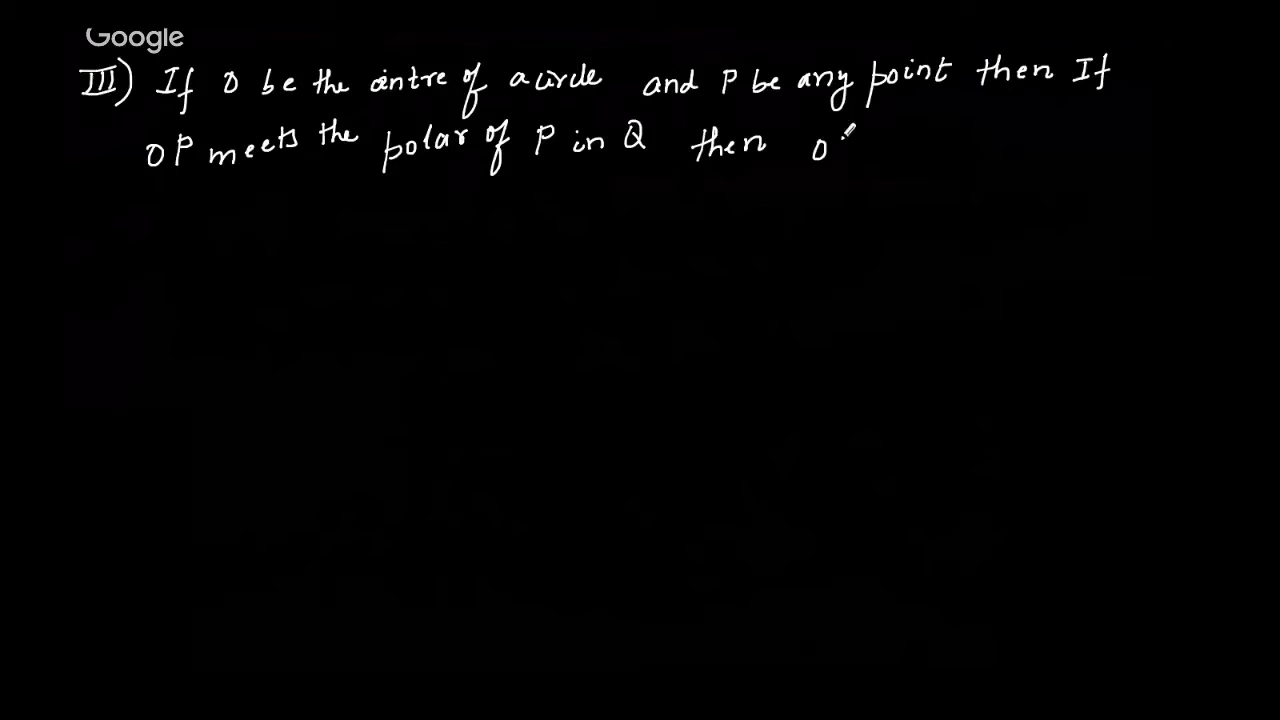 Google
III) If O be the centre of a circle and P be any point then If
OP meets the polar of P in Q then O